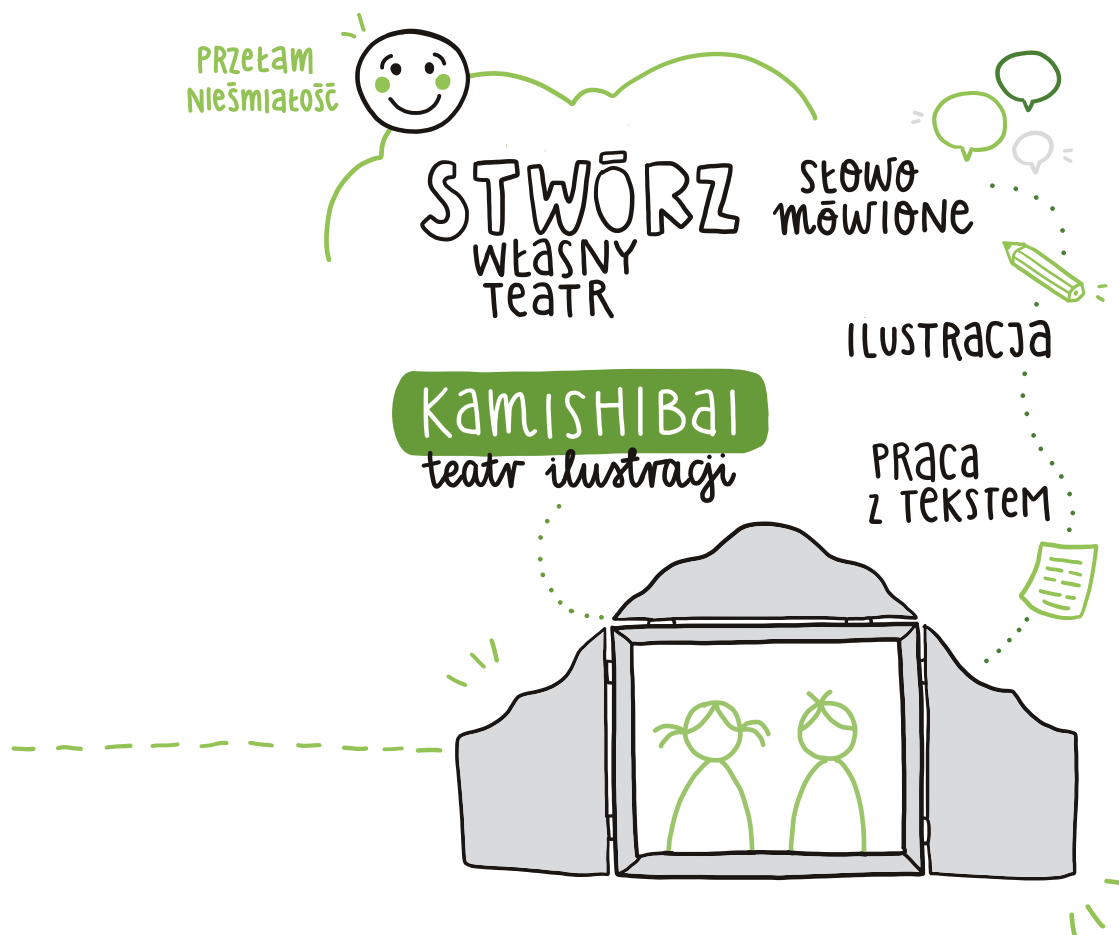 PRZEŁAM
NIEŚMIAŁOŚĆ
STWÓRZ
WŁASNY
TEATR
SŁOWO
MÓWIONE
ILUSTRACJA
KAMISHIBAI
teatr ilustracji
PRACA
Z TEKSTEM